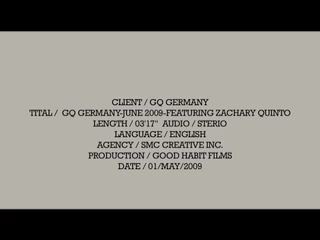 CLIENT / GQ GERMANY
TITAL / GQ GERMANY-JUNE 2009-FEATURING ZACHARY QUINTO
LENGTH / 03'17" AUDIO / STERIO
LANGUAGE / ENGLISH
AGENCY / SMC CREATIVE INC.
PRODUCTION / GOOD HABIT FILMS
DATE / 01/MAY/2009